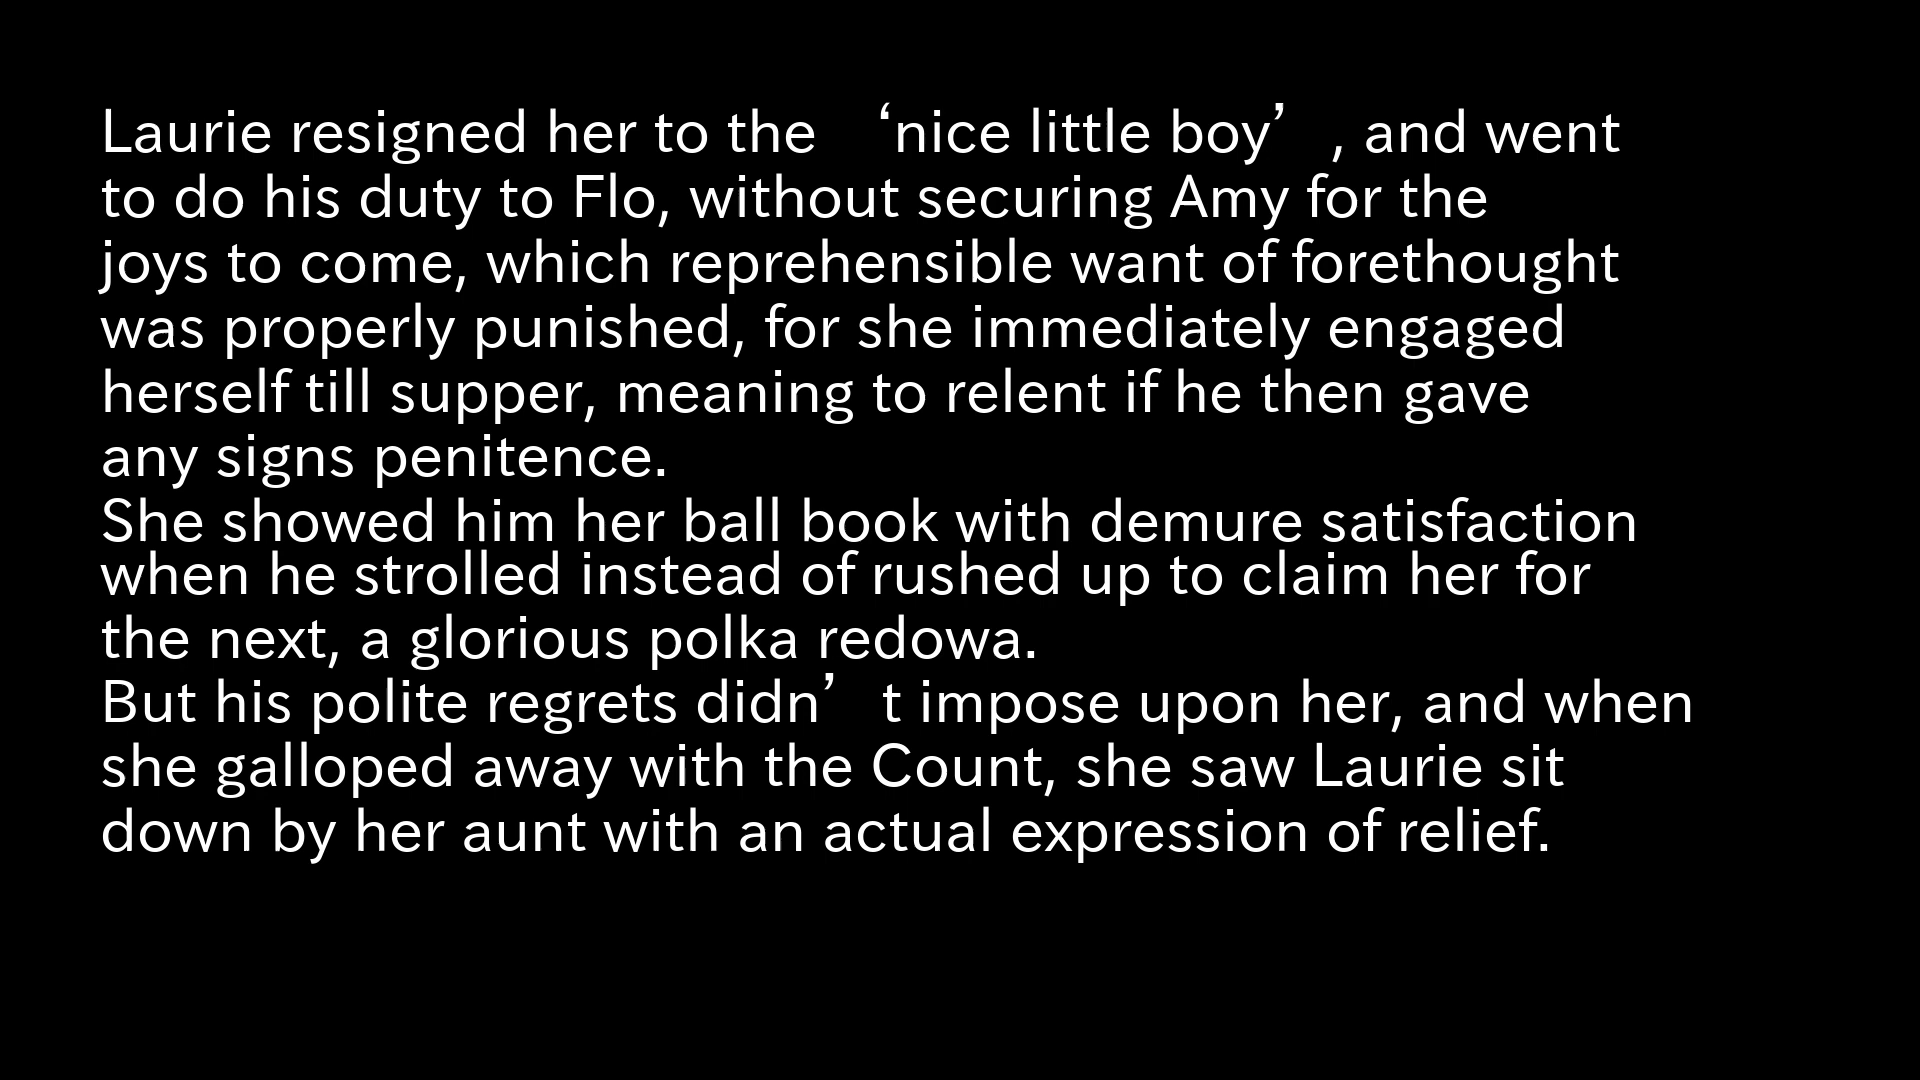 Laurie resigned her to the ‘nice little boy’, and went
to do his duty to Flo, without securing Amy for the
joys to come, which reprehensible want of forethought
was properly punished, for she immediately engaged
herself till supper, meaning to relent if he then gave
any signs penitence.
She showed him her ball book with demure satisfaction
when he strolled instead of rushed up to claim her for
the next, a glorious polka redowa.
But his polite regrets didn’t impose upon her, and when
she galloped away with the Count, she saw Laurie sit
down by her aunt with an actual expression of relief.